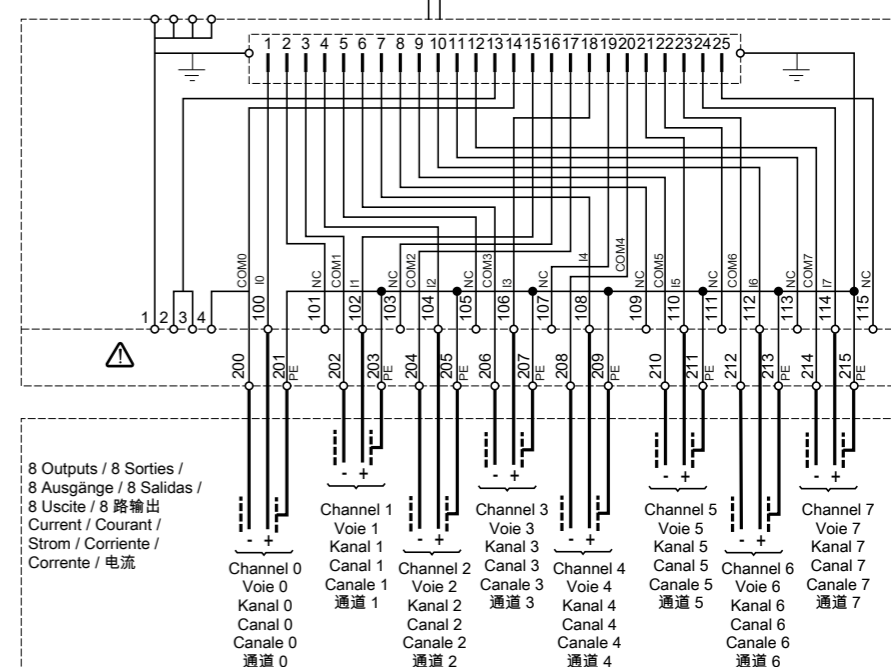 1 2 3 4 5 6 7 8 9 10 11 12 13 14 15 16 17 18 19 20 21 22 23 24 25
COM0 I0 NC COM1 I1 NC COM2 I2 NC COM3 I3 NC I4 COM4 NC COM5 I5 NC COM6 I6 NC COM7 I7 NC
1 2 3 4 100 101 102 103 104 105 106 107 108 109 110 111 112 113 114 115
200 201 202 203 204 205 206 207 208 209 210 211 212 213 214 215
PE PE PE PE PE PE PE PE
8 Outputs / 8 Sorties /
8 Ausgänge / 8 Salidas /
8 Uscite / 8 路输出
Current / Courant /
Strom / Corriente /
Corrente / 电流
- +
Channel 0
Voie 0
Kanal 0
Canal 0
Canale 0
通道 0
- +
Channel 1
Voie 1
Kanal 1
Canal 1
Canale 1
通道 1
- +
Channel 2
Voie 2
Kanal 2
Canal 2
Canale 2
通道 2
- +
Channel 3
Voie 3
Kanal 3
Canal 3
Canale 3
通道 3
- +
Channel 4
Voie 4
Kanal 4
Canal 4
Canale 4
通道 4
- +
Channel 5
Voie 5
Kanal 5
Canal 5
Canale 5
通道 5
- +
Channel 6
Voie 6
Kanal 6
Canal 6
Canale 6
通道 6
- +
Channel 7
Voie 7
Kanal 7
Canal 7
Canale 7
通道 7